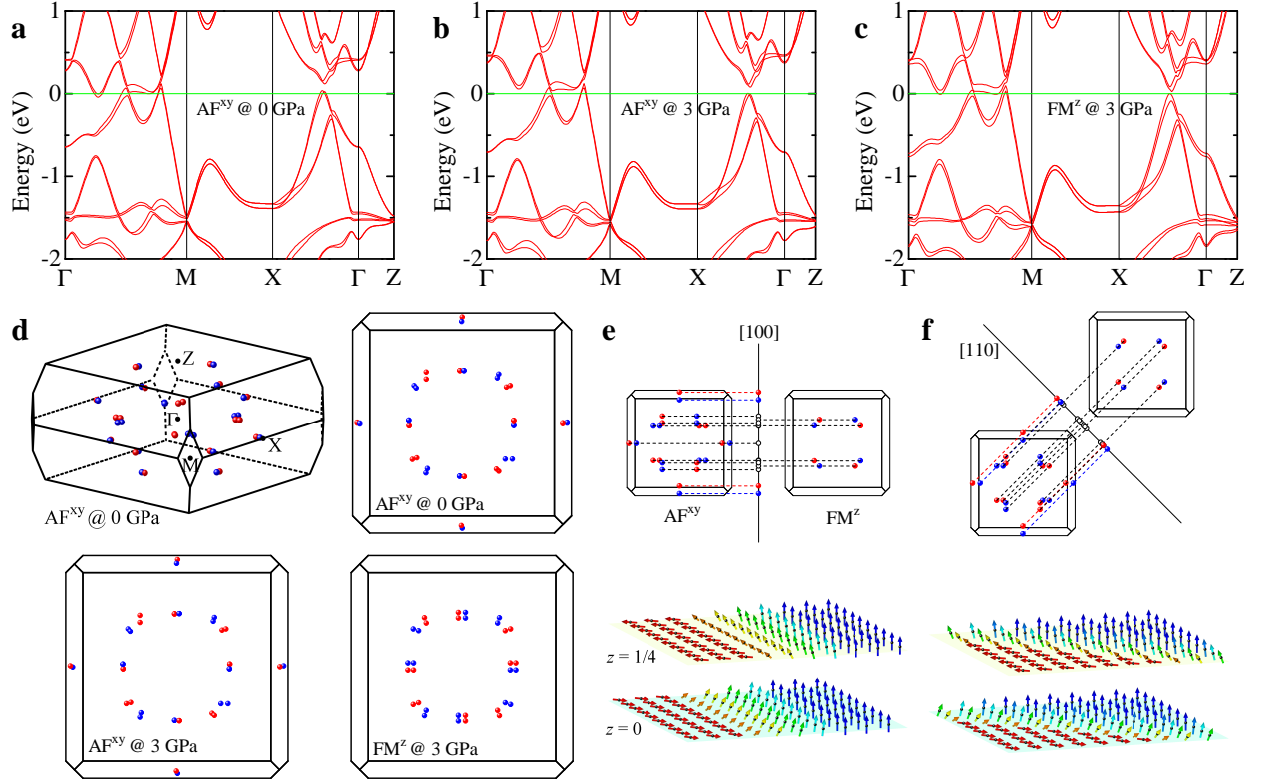 a
b
c
Energy (eV)
1
0
-1
-2
AF^xy @ 0 GPa
Γ M X Γ Z
Energy (eV)
1
0
-1
-2
AF^xy @ 3 GPa
Γ M X Γ Z
Energy (eV)
1
0
-1
-2
FM^z @ 3 GPa
Γ M X Γ Z
d
Z
Γ
X
M
AF^xy @ 0 GPa
AF^xy @ 0 GPa
AF^xy @ 3 GPa
FM^z @ 3 GPa
e
[100]
AF^xy
FM^z
z = 1/4
z = 0
f
[110]